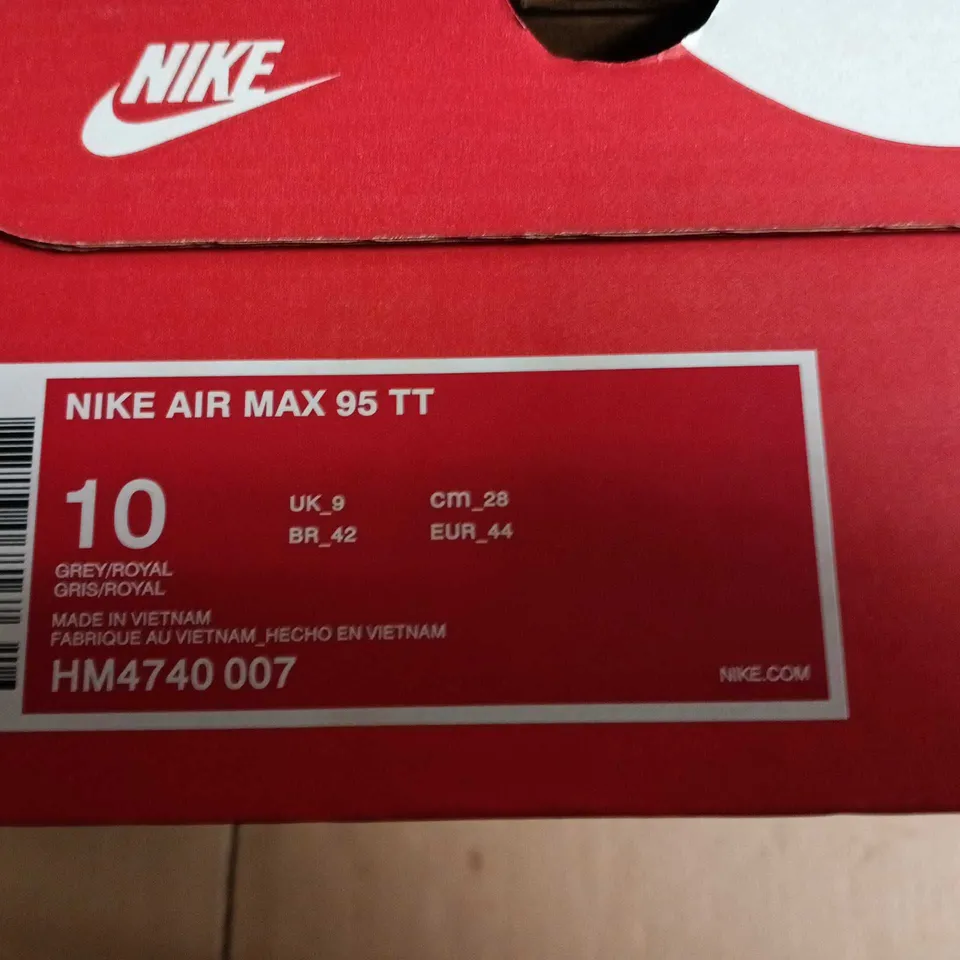 NIKE
NIKE AIR MAX 95 TT
10
UK_9 cm_28
BR_42 EUR_44
GREY/ROYAL
GRIS/ROYAL
MADE IN VIETNAM
FABRIQUE AU VIETNAM_HECHO EN VIETNAM
HM4740 007
NIKE.COM